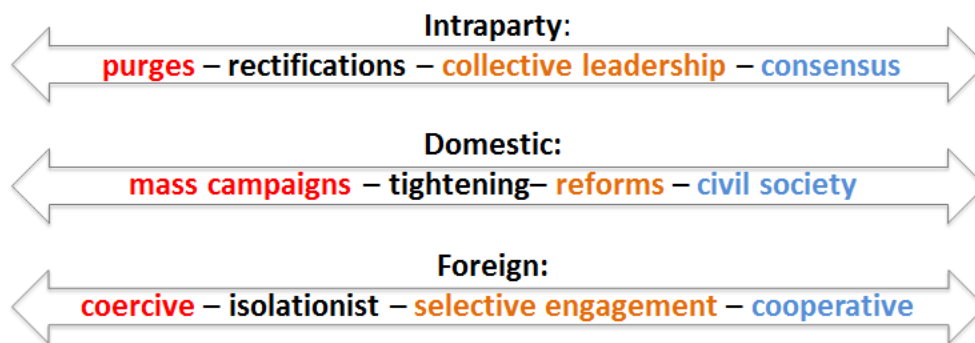 Intraparty:
purges – rectifications – collective leadership – consensus
Domestic:
mass campaigns – tightening– reforms – civil society
Foreign:
coercive – isolationist – selective engagement – cooperative